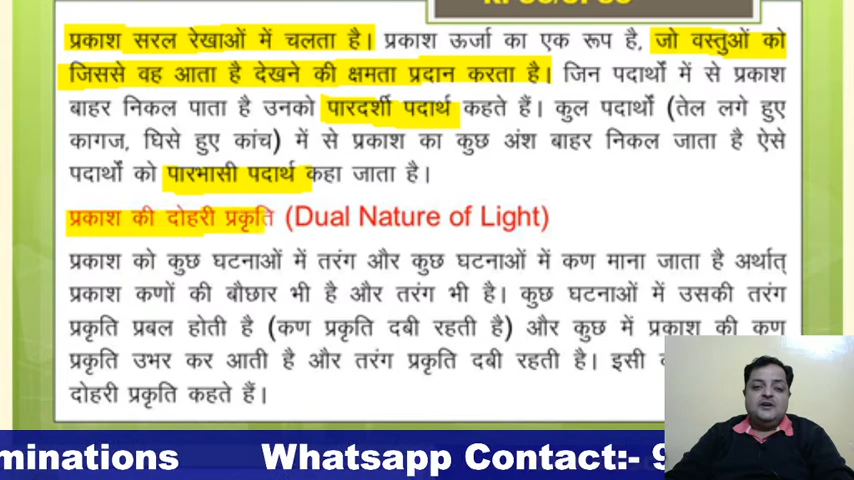 प्रकाश सरल रेखाओं में चलता है। प्रकाश ऊर्जा का एक रूप है, जो वस्तुओं को
जिससे वह आता है देखने की क्षमता प्रदान करता है। जिन पदार्थों में से प्रकाश
बाहर निकल पाता है उनको पारदर्शी पदार्थ कहते हैं। कुल पदार्थों (तेल लगे हुए
कागज, घिसे हुए कांच) में से प्रकाश का कुछ अंश बाहर निकल जाता है ऐसे
पदार्थों को पारभासी पदार्थ कहा जाता है।
प्रकाश की दोहरी प्रकृति (Dual Nature of Light)
प्रकाश को कुछ घटनाओं में तरंग और कुछ घटनाओं में कण माना जाता है अर्थात्
प्रकाश कणों की बौछार भी है और तरंग भी है। कुछ घटनाओं में उसकी तरंग
प्रकृति प्रबल होती है (कण प्रकृति दबी रहती है) और कुछ में प्रकाश की कण
प्रकृति उभर कर आती है और तरंग प्रकृति दबी रहती है। इसी
दोहरी प्रकृति कहते हैं।
minations Whatsapp Contact:- 9